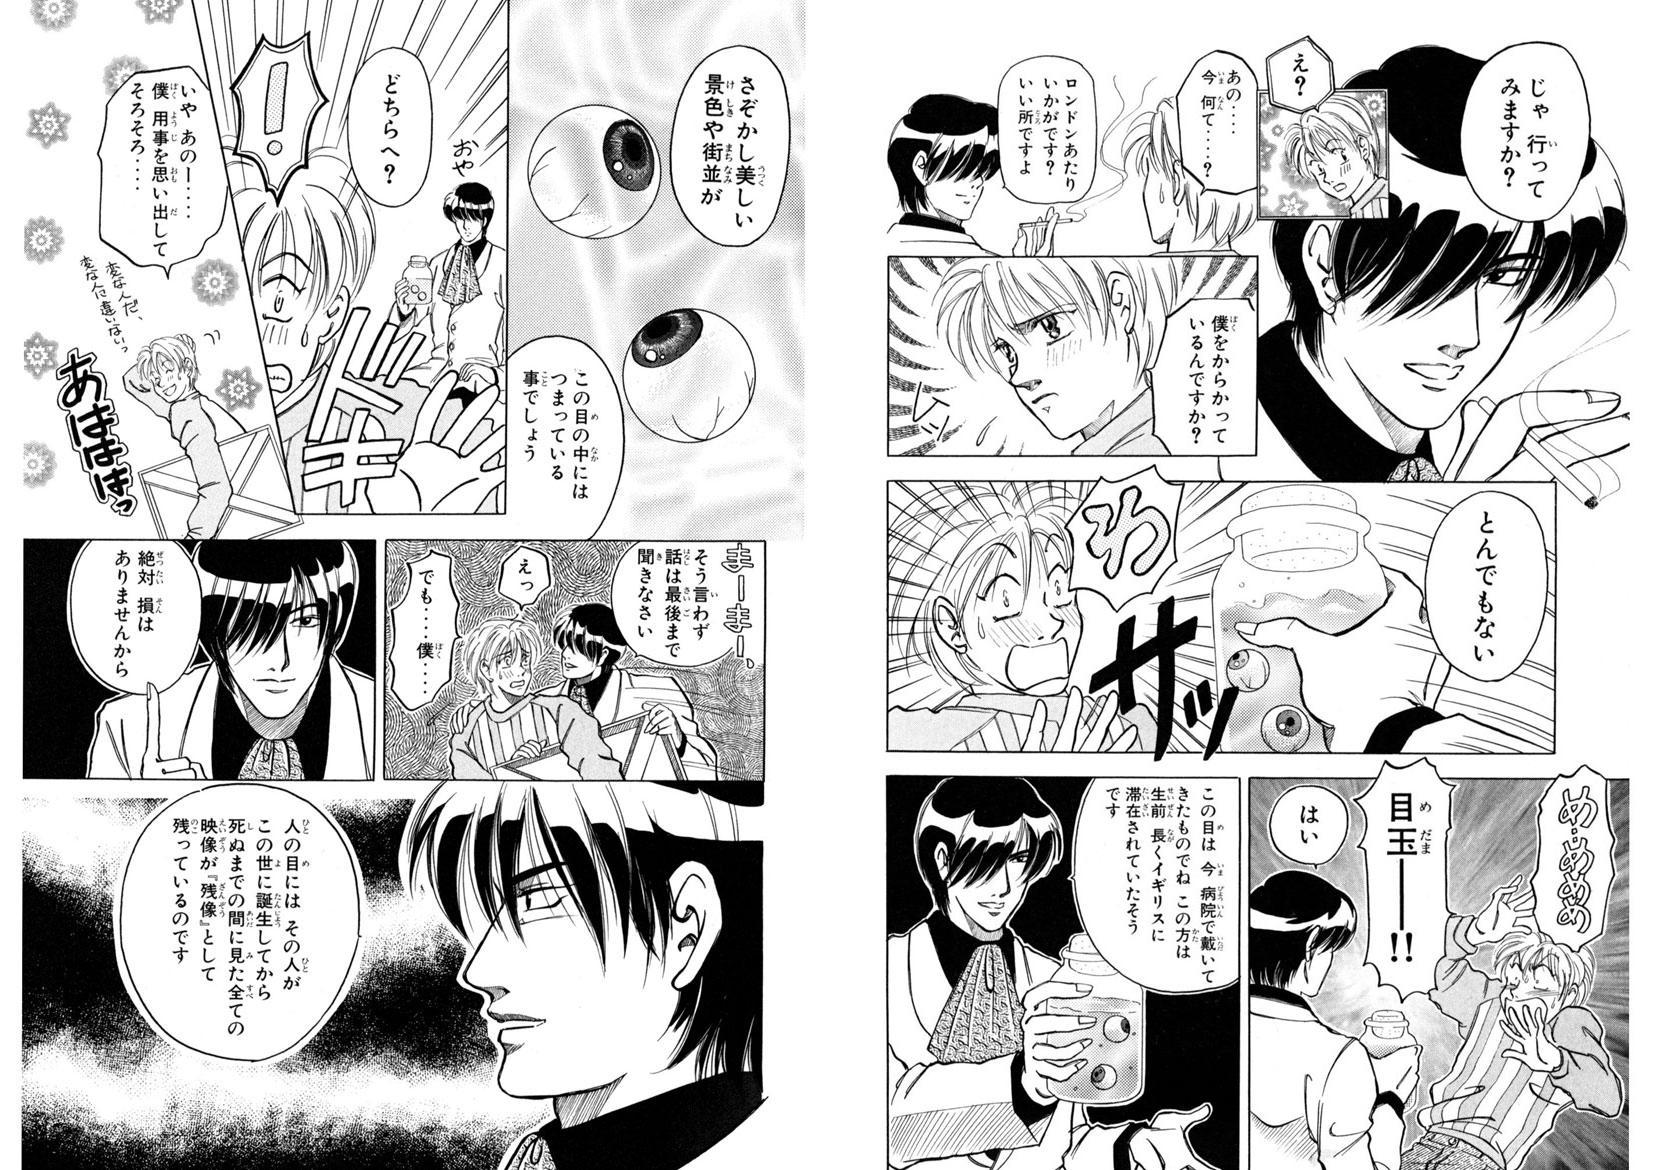 じゃ 行って
みますか?
え?
あの‥‥
今 何て‥‥?
ロンドンあたり
いかがです?
いい所ですよ
僕をからかって
いるんですか?
ムッ
とんでもない
わ
ザッ
め・めめめ
目玉――!!
はい
この目は 今 病院で戴いて
きたものでね この方は
生前 長くイギリスに
滞在されていたそう
です
さぞかし美しい
景色や街並が
この目の中には
つまっている
事でしょう
おや
どちらへ?
!
ドキ
いや あのー‥‥
僕 用事を思い出して
そろそろ‥‥
変な人だ、
変な人に違いないっ
あははははっ
まーまー、
そう言わず
話は最後まで
聞きなさい
えっ
でも‥‥僕‥‥
絶対 損は
ありませんから
人の目には その人が
この世に誕生してから
死ぬまでの間に見た全ての
映像が『残像』として
残っているのです